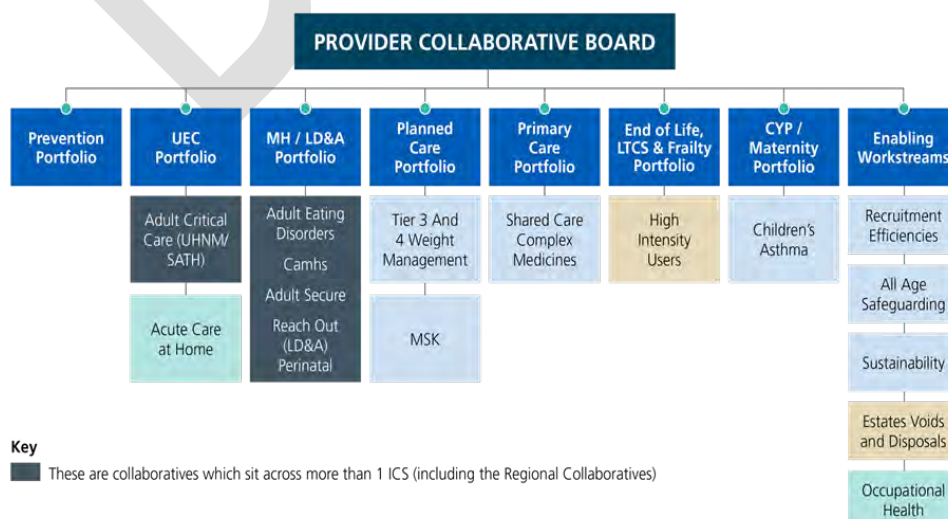 PROVIDER COLLABORATIVE BOARD
Prevention
Portfolio
UEC
Portfolio
MH / LD&A
Portfolio
Planned
Care
Portfolio
Primary
Care
Portfolio
End of Life,
LTCS & Frailty
Portfolio
CYP /
Maternity
Portfolio
Enabling
Workstreams
Adult Critical
Care (UHNM/
SATH)
Acute Care
at Home
Adult Eating
Disorders
Camhs
Adult Secure
Reach Out
(LD&A)
Perinatal
Tier 3 And
4 Weight
Management
MSK
Shared Care
Complex
Medicines
High
Intensity
Users
Children's
Asthma
Recruitment
Efficiencies
All Age
Safeguarding
Sustainability
Estates Voids
and Disposals
Occupational
Health
Key
These are collaboratives which sit across more than 1 ICS (including the Regional Collaboratives)